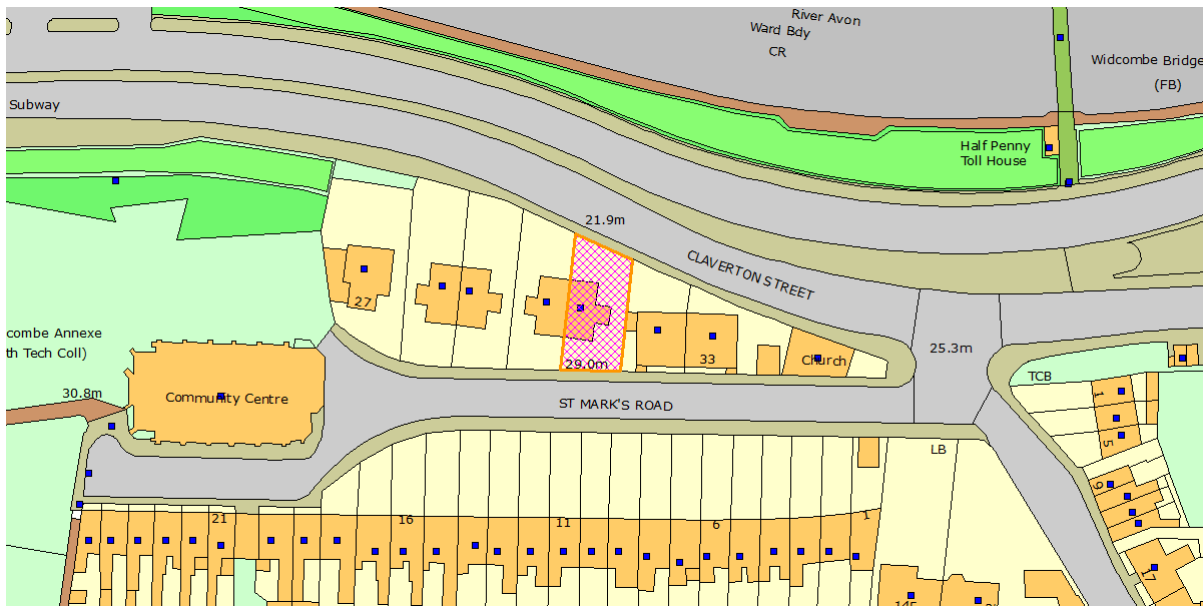 River Avon
Ward Bdy
CR
Widcombe Bridge
(FB)
Subway
Half Penny
Toll House
21.9m
CLAVERTON STREET
27
combe Annexe
th Tech Coll)
33
Church
25.3m
29.0m
TCB
30.8m
Community Centre
ST MARK'S ROAD
1
5
LB
9
21
16
11
6
1
17
145